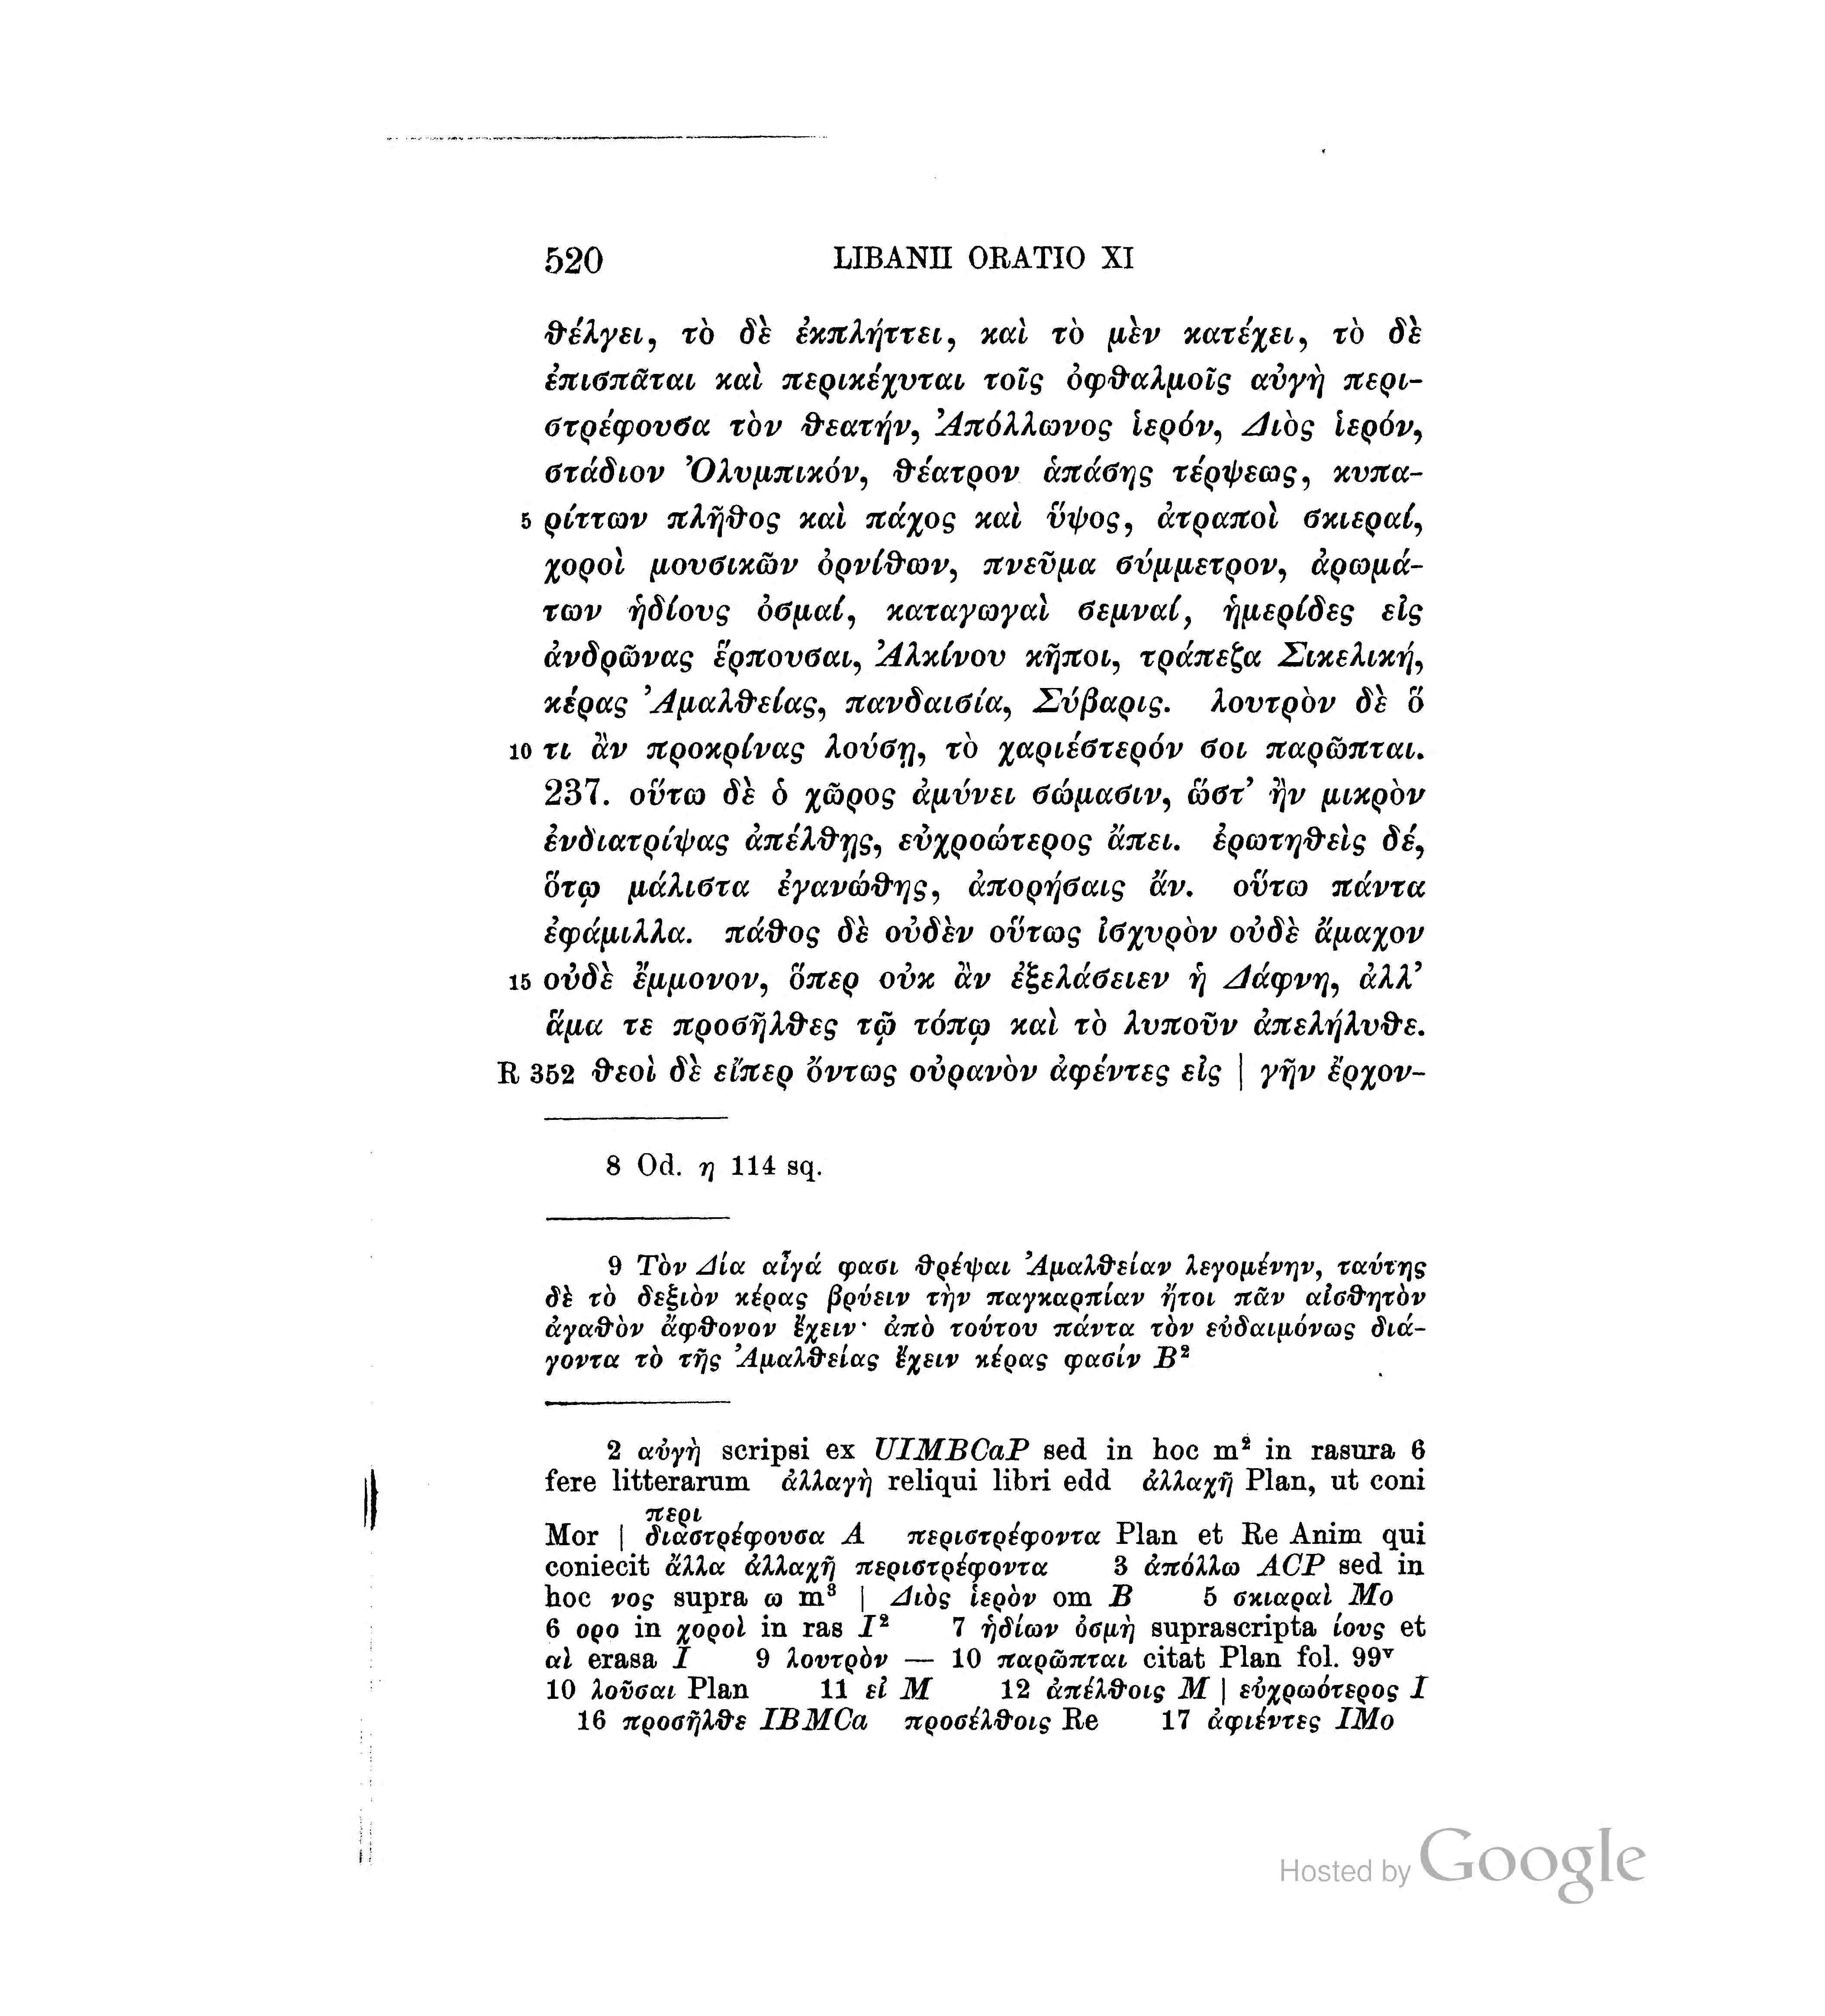 520 LIBANII ORATIO XI
θέλγει, τὸ δὲ ἐκπλήττει, καὶ τὸ μὲν κατέχει, τὸ δὲ
ἐπισπᾶται καὶ περικέχυται τοῖς ὀφθαλμοῖς αὐγὴ περι-
στρέφουσα τὸν θεατήν, Ἀπόλλωνος ἱερόν, Διὸς ἱερόν,
στάδιον Ὀλυμπικόν, θέατρον ἁπάσης τέρψεως, κυπα-
5 ρίττων πλῆθος καὶ πάχος καὶ ὕψος, ἀτραποὶ σκιεραί,
χοροὶ μουσικῶν ὀρνίθων, πνεῦμα σύμμετρον, ἀρωμά-
των ἡδίους ὀσμαί, καταγωγαὶ σεμναί, ἡμερίδες εἰς
ἀνδρῶνας ἕρπουσαι, Ἀλκίνου κῆποι, τράπεζα Σικελική,
κέρας Ἀμαλθείας, πανδαισία, Σύβαρις. λουτρὸν δὲ ὅ
10 τι ἂν προκρίνας λούσῃ, τὸ χαριέστερόν σοι παρῶπται.
237. οὕτω δὲ ὁ χῶρος ἀμύνει σώμασιν, ὥστ’ ἢν μικρὸν
ἐνδιατρίψας ἀπέλθῃς, εὐχροώτερος ἄπει. ἐρωτηθεὶς δέ,
ὅτῳ μάλιστα ἐγανώθης, ἀπορήσαις ἄν. οὕτω πάντα
ἐφάμιλλα. πάθος δὲ οὐδὲν οὕτως ἰσχυρὸν οὐδὲ ἄμαχον
15 οὐδὲ ἔμμονον, ὅπερ οὐκ ἂν ἐξελάσειεν ἡ Δάφνη, ἀλλ’
ἅμα τε προσῆλθες τῷ τόπῳ καὶ τὸ λυποῦν ἀπελήλυθε.
R 352 θεοὶ δὲ εἴπερ ὄντως οὐρανὸν ἀφέντες εἰς | γῆν ἔρχον-
8 Od. η 114 sq.
9 Τὸν Δία αἶγά φασι θρέψαι Ἀμαλθείαν λεγομένην, ταύτης
δὲ τὸ δεξιὸν κέρας βρύειν τὴν παγκαρπίαν ἤτοι πᾶν αἰσθητὸν
ἀγαθὸν ἄφθονον ἔχειν· ἀπὸ τούτου πάντα τὸν εὐδαιμόνως διά-
γοντα τὸ τῆς Ἀμαλθείας ἔχειν κέρας φασίν B²
2 αὐγὴ scripsi ex UIMBCaP sed in hoc m² in rasura 6
fere litterarum ἀλλαγὴ reliqui libri edd ἀλλαχῆ Plan, ut coni
περι
Mor | διαστρέφουσα A περιστρέφοντα Plan et Re Anim qui
coniecit ἄλλα ἀλλαχῆ περιστρέφοντα 3 ἀπόλλω ACP sed in
hoc νος supra ω m³ | Διὸς ἱερὸν om B 5 σκιαραὶ Mo
6 ορο in χοροὶ in ras I² 7 ἡδίων ὀσμὴ suprascripta ίους et
αὶ erasa I 9 λουτρὸν — 10 παρῶπται citat Plan fol. 99ᵛ
10 λοῦσαι Plan 11 εἰ M 12 ἀπέλθοις M | εὐχρωότερος I
16 προσῆλθε IBMCa προσέλθοις Re 17 ἀφιέντες IMo
Hosted by Google